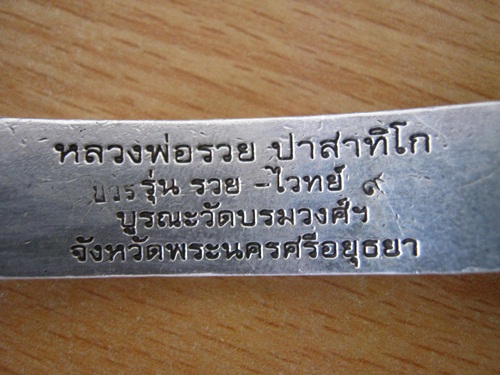 หลวงพ่อรวย ปาสาทิโก
บวร รุ่น รวย - ไวทย์ ๙
บูรณะวัดบรมวงศ์ฯ
จังหวัดพระนครศรีอยุธยา